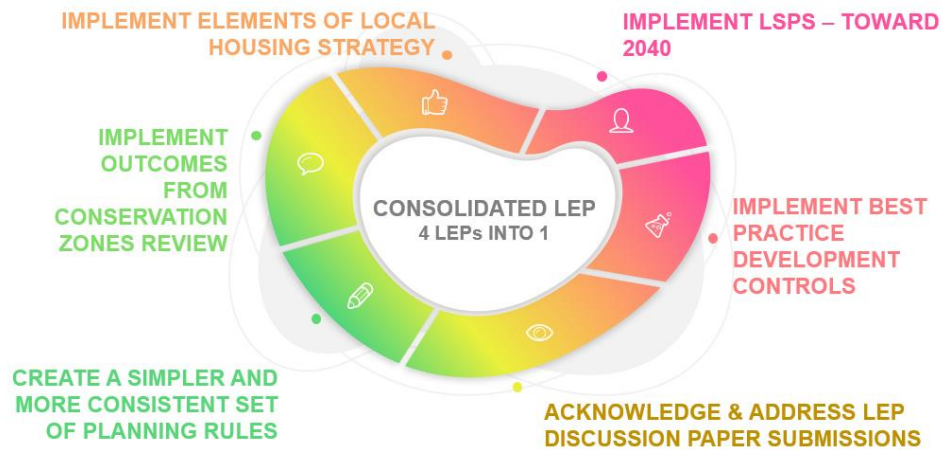 IMPLEMENT ELEMENTS OF LOCAL
HOUSING STRATEGY
IMPLEMENT LSPS – TOWARD
2040
IMPLEMENT
OUTCOMES
FROM
CONSERVATION
ZONES REVIEW
CONSOLIDATED LEP
4 LEPs INTO 1
IMPLEMENT BEST
PRACTICE
DEVELOPMENT
CONTROLS
CREATE A SIMPLER AND
MORE CONSISTENT SET
OF PLANNING RULES
ACKNOWLEDGE & ADDRESS LEP
DISCUSSION PAPER SUBMISSIONS